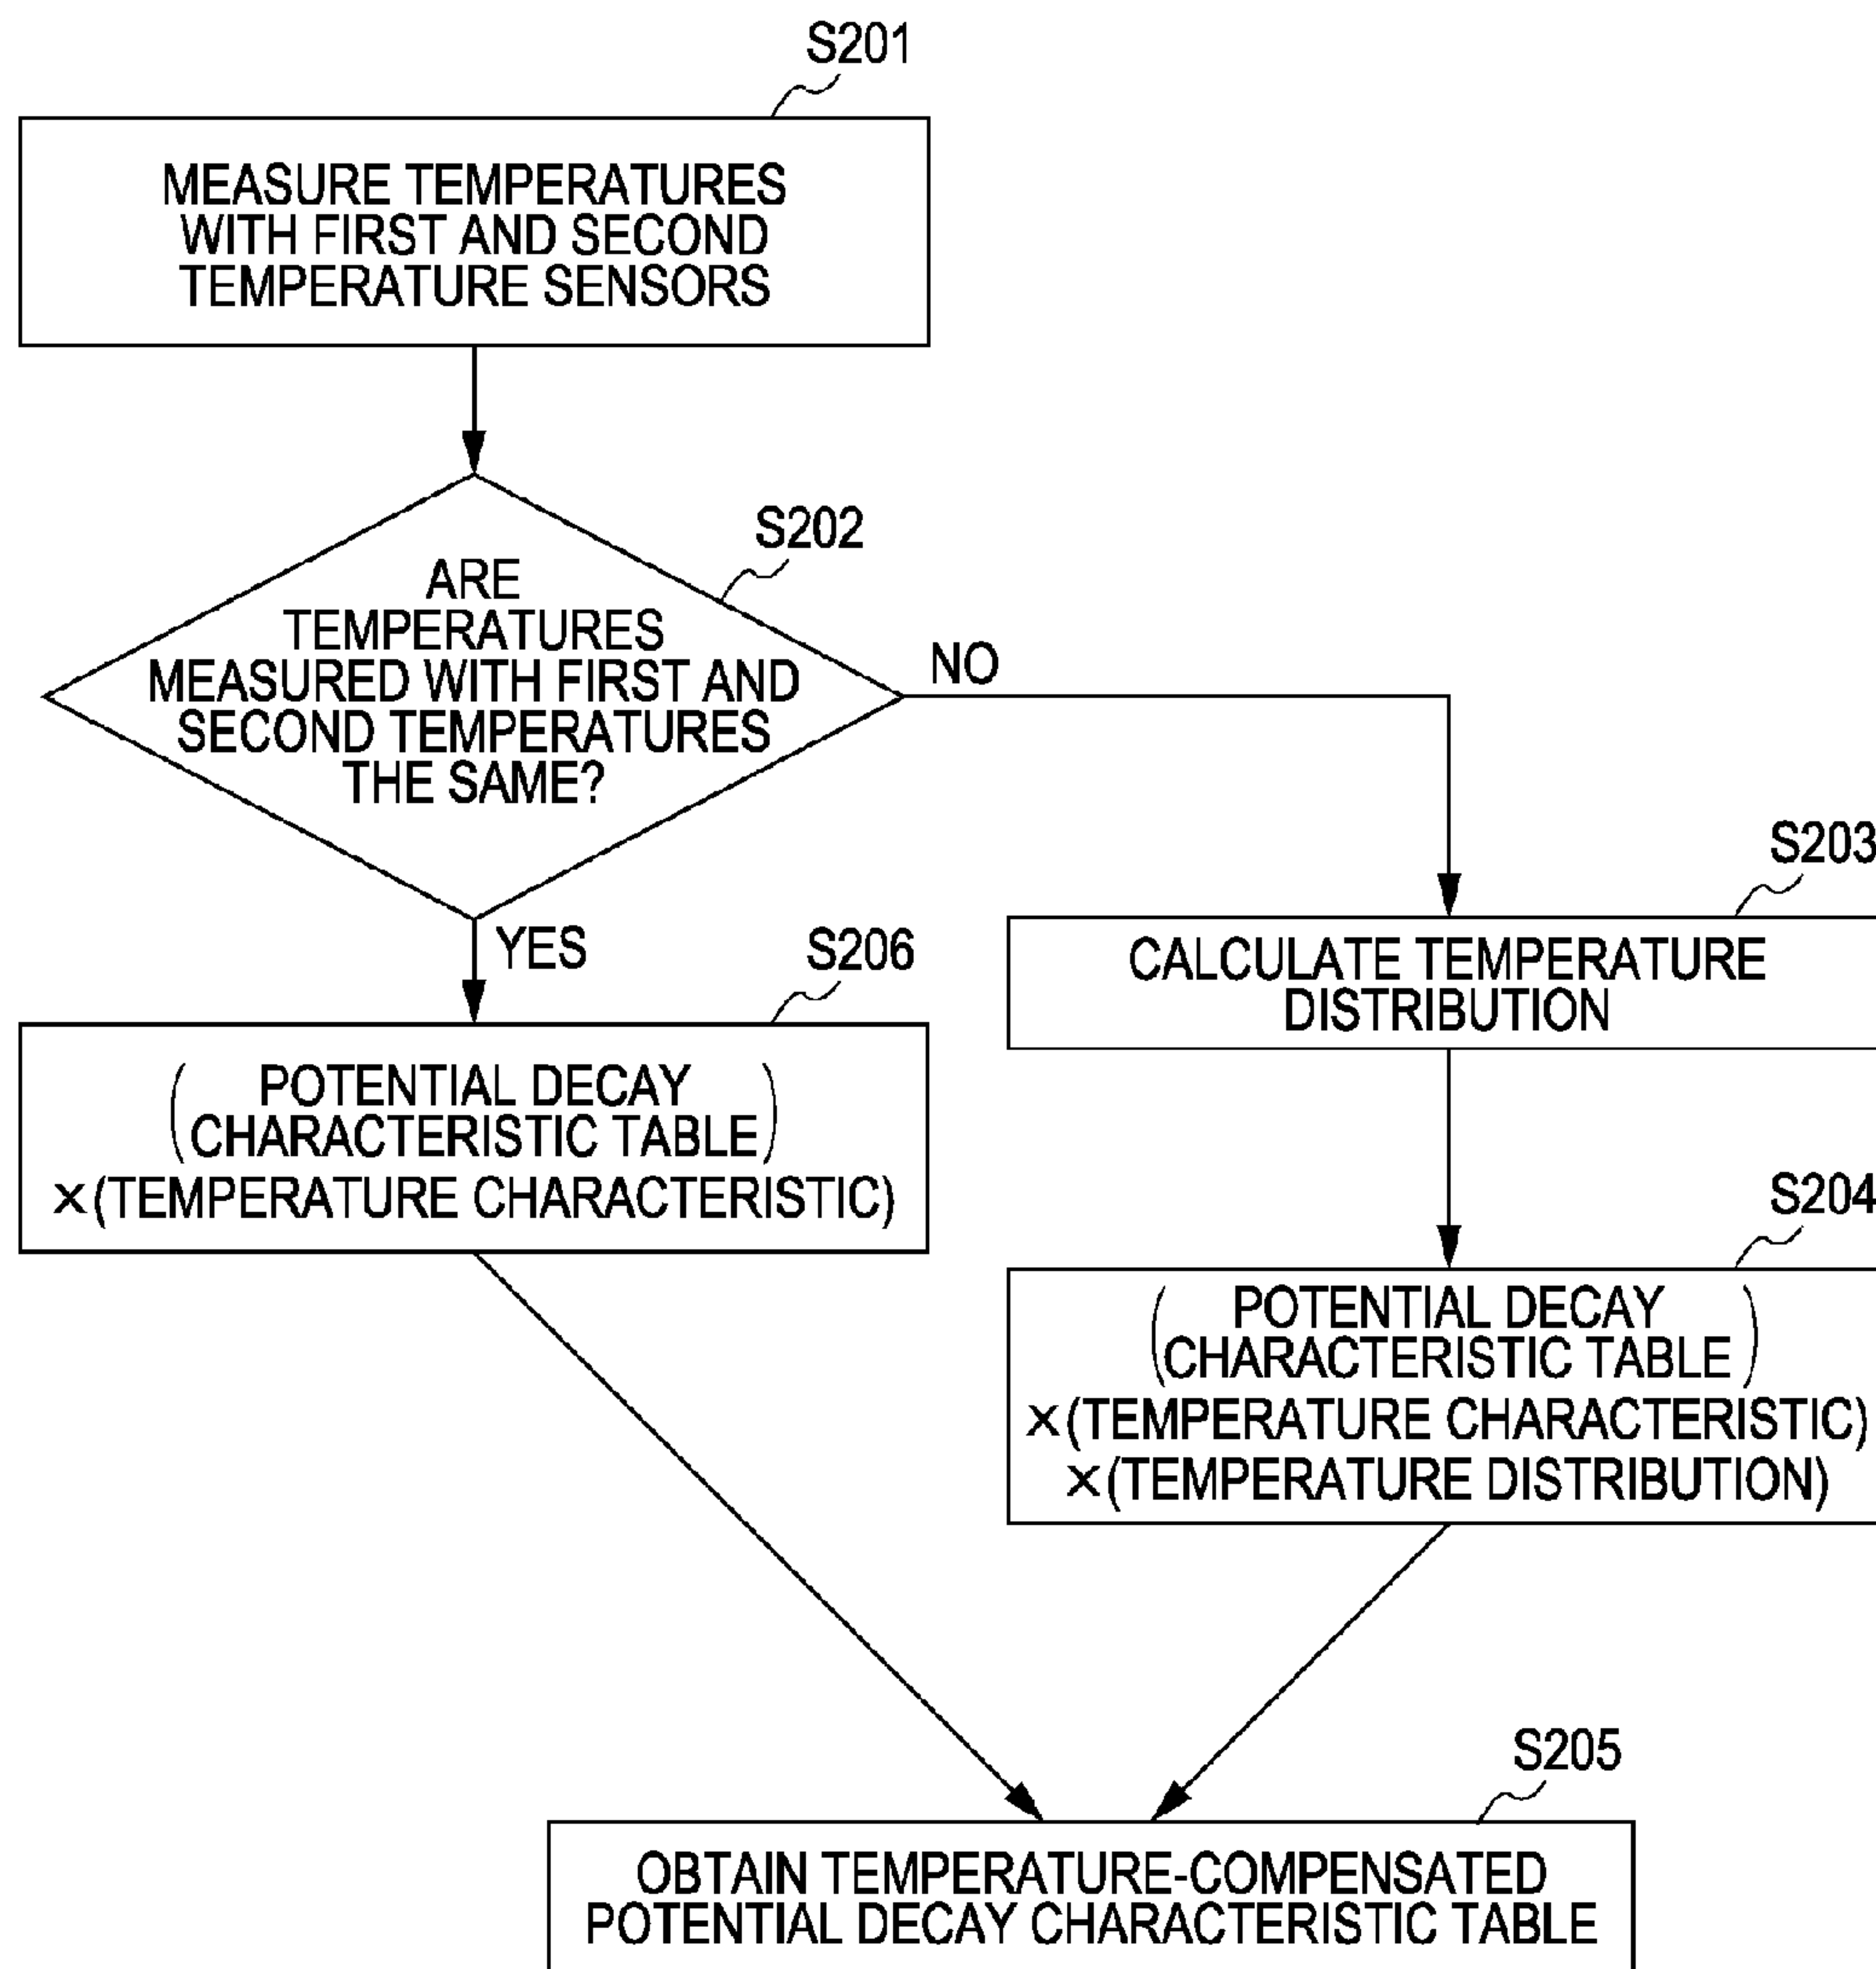 S201
MEASURE TEMPERATURES
WITH FIRST AND SECOND
TEMPERATURE SENSORS
S202
ARE
TEMPERATURES
MEASURED WITH FIRST AND
SECOND TEMPERATURES
THE SAME?
NO
YES
S203
CALCULATE TEMPERATURE
DISTRIBUTION
S206
(POTENTIAL DECAY
CHARACTERISTIC TABLE)
×(TEMPERATURE CHARACTERISTIC)
S204
(POTENTIAL DECAY
CHARACTERISTIC TABLE)
×(TEMPERATURE CHARACTERISTIC)
×(TEMPERATURE DISTRIBUTION)
S205
OBTAIN TEMPERATURE-COMPENSATED
POTENTIAL DECAY CHARACTERISTIC TABLE